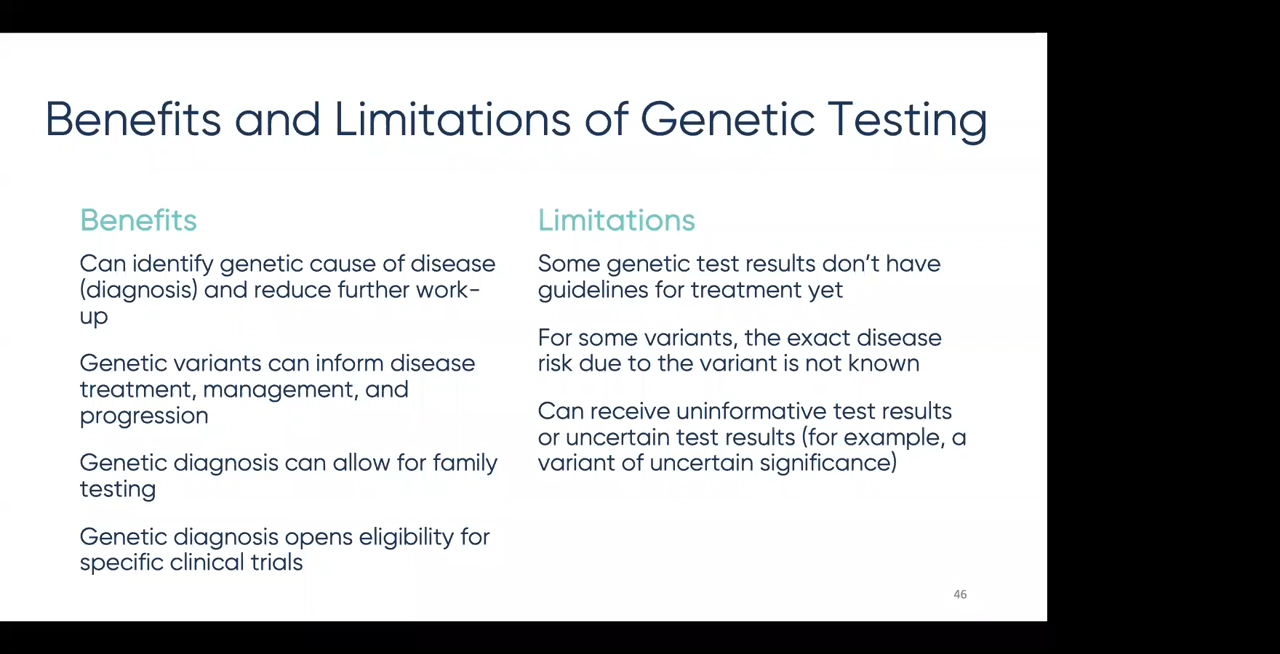 Benefits and Limitations of Genetic Testing
Benefits
Can identify genetic cause of disease
(diagnosis) and reduce further work-
up
Genetic variants can inform disease
treatment, management, and
progression
Genetic diagnosis can allow for family
testing
Genetic diagnosis opens eligibility for
specific clinical trials
Limitations
Some genetic test results don't have
guidelines for treatment yet
For some variants, the exact disease
risk due to the variant is not known
Can receive uninformative test results
or uncertain test results (for example, a
variant of uncertain significance)
46